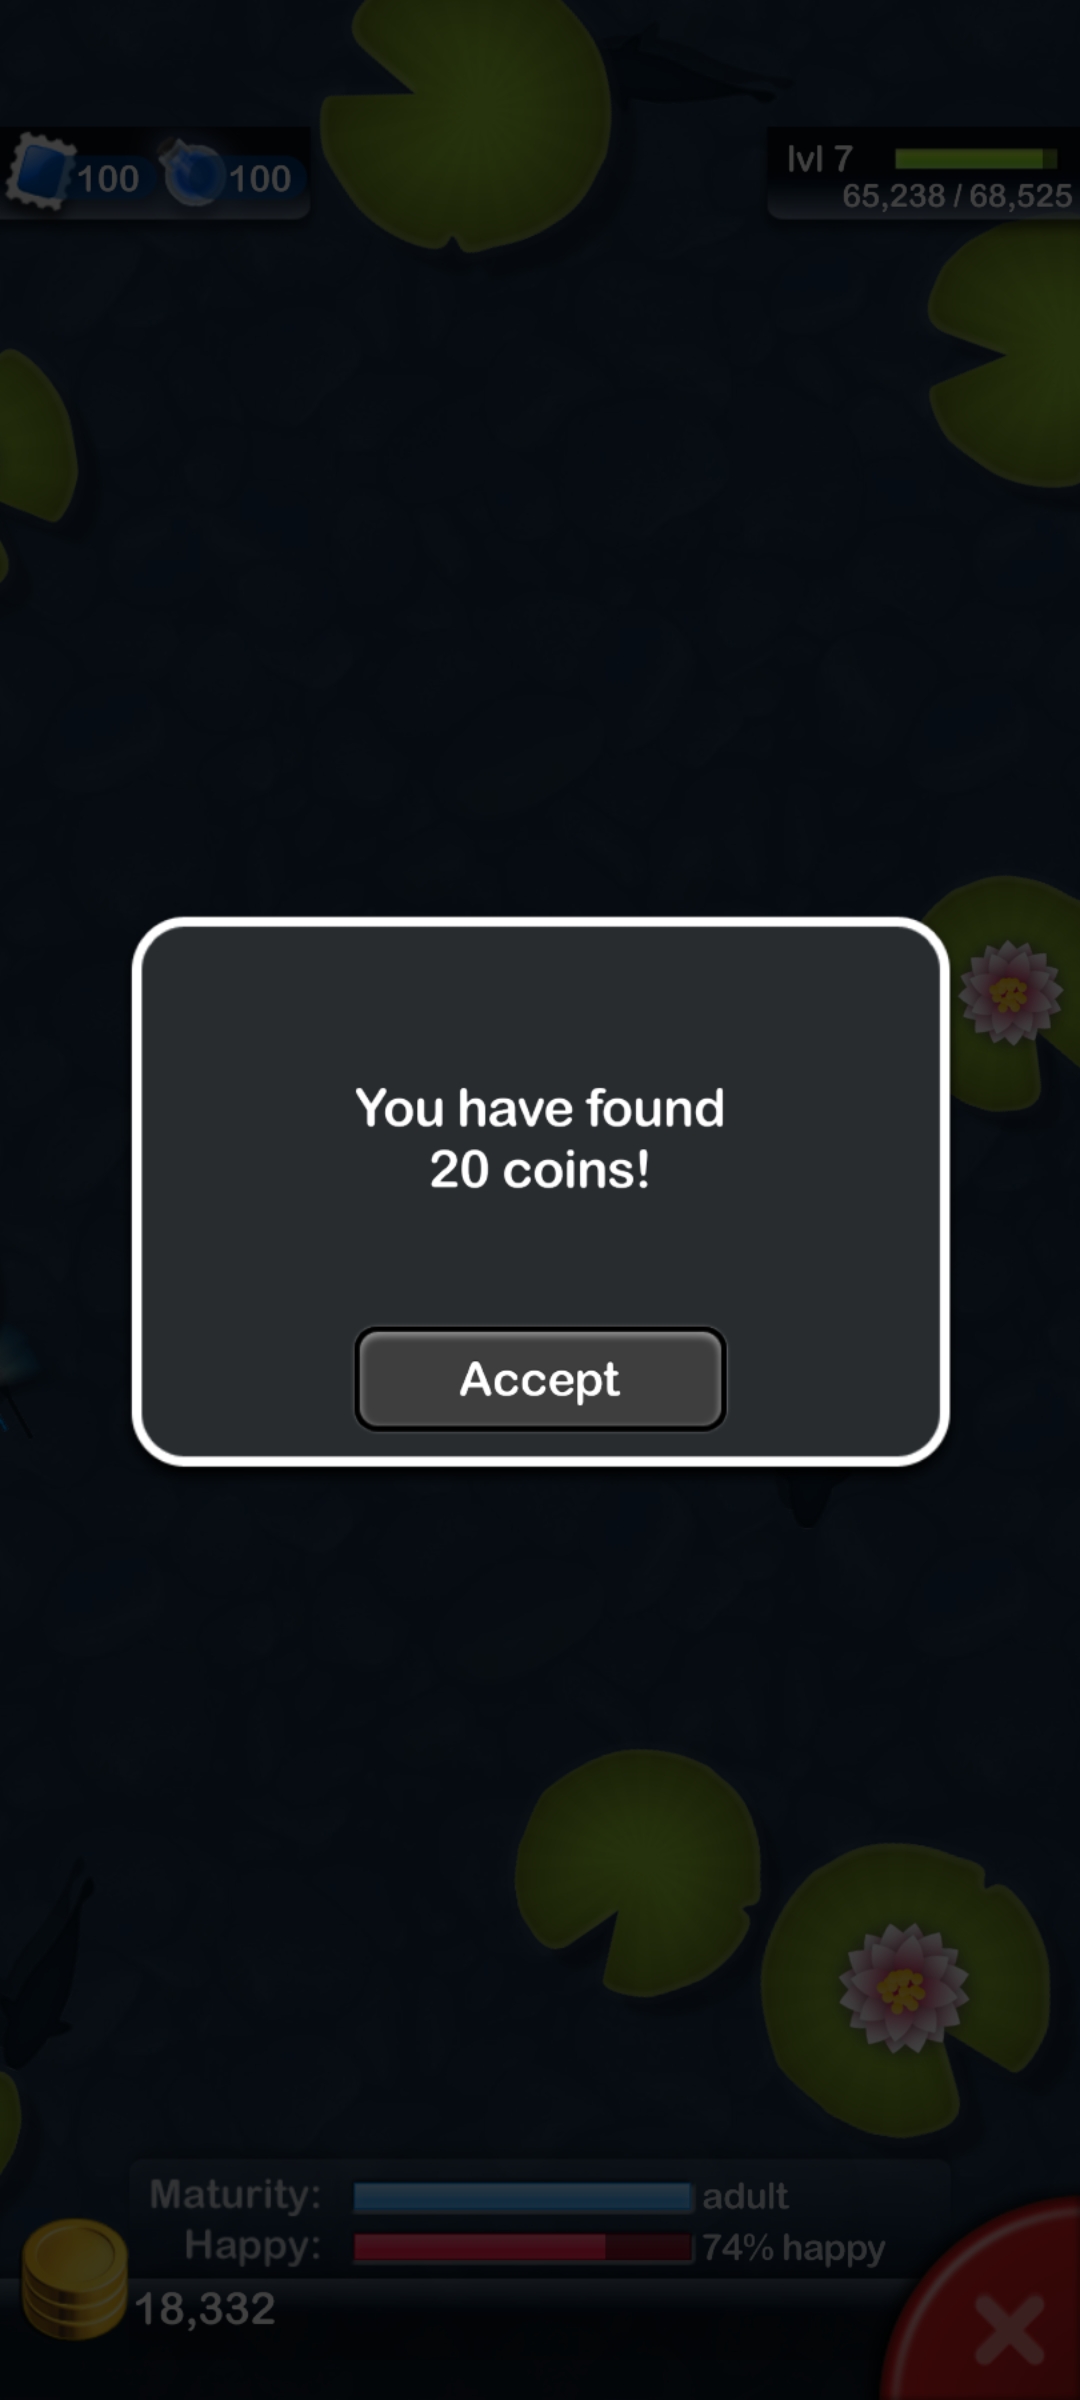 100 100
lvl 7
65,238 / 68,525
You have found
20 coins!
Accept
Maturity: adult
Happy: 74% happy
18,332